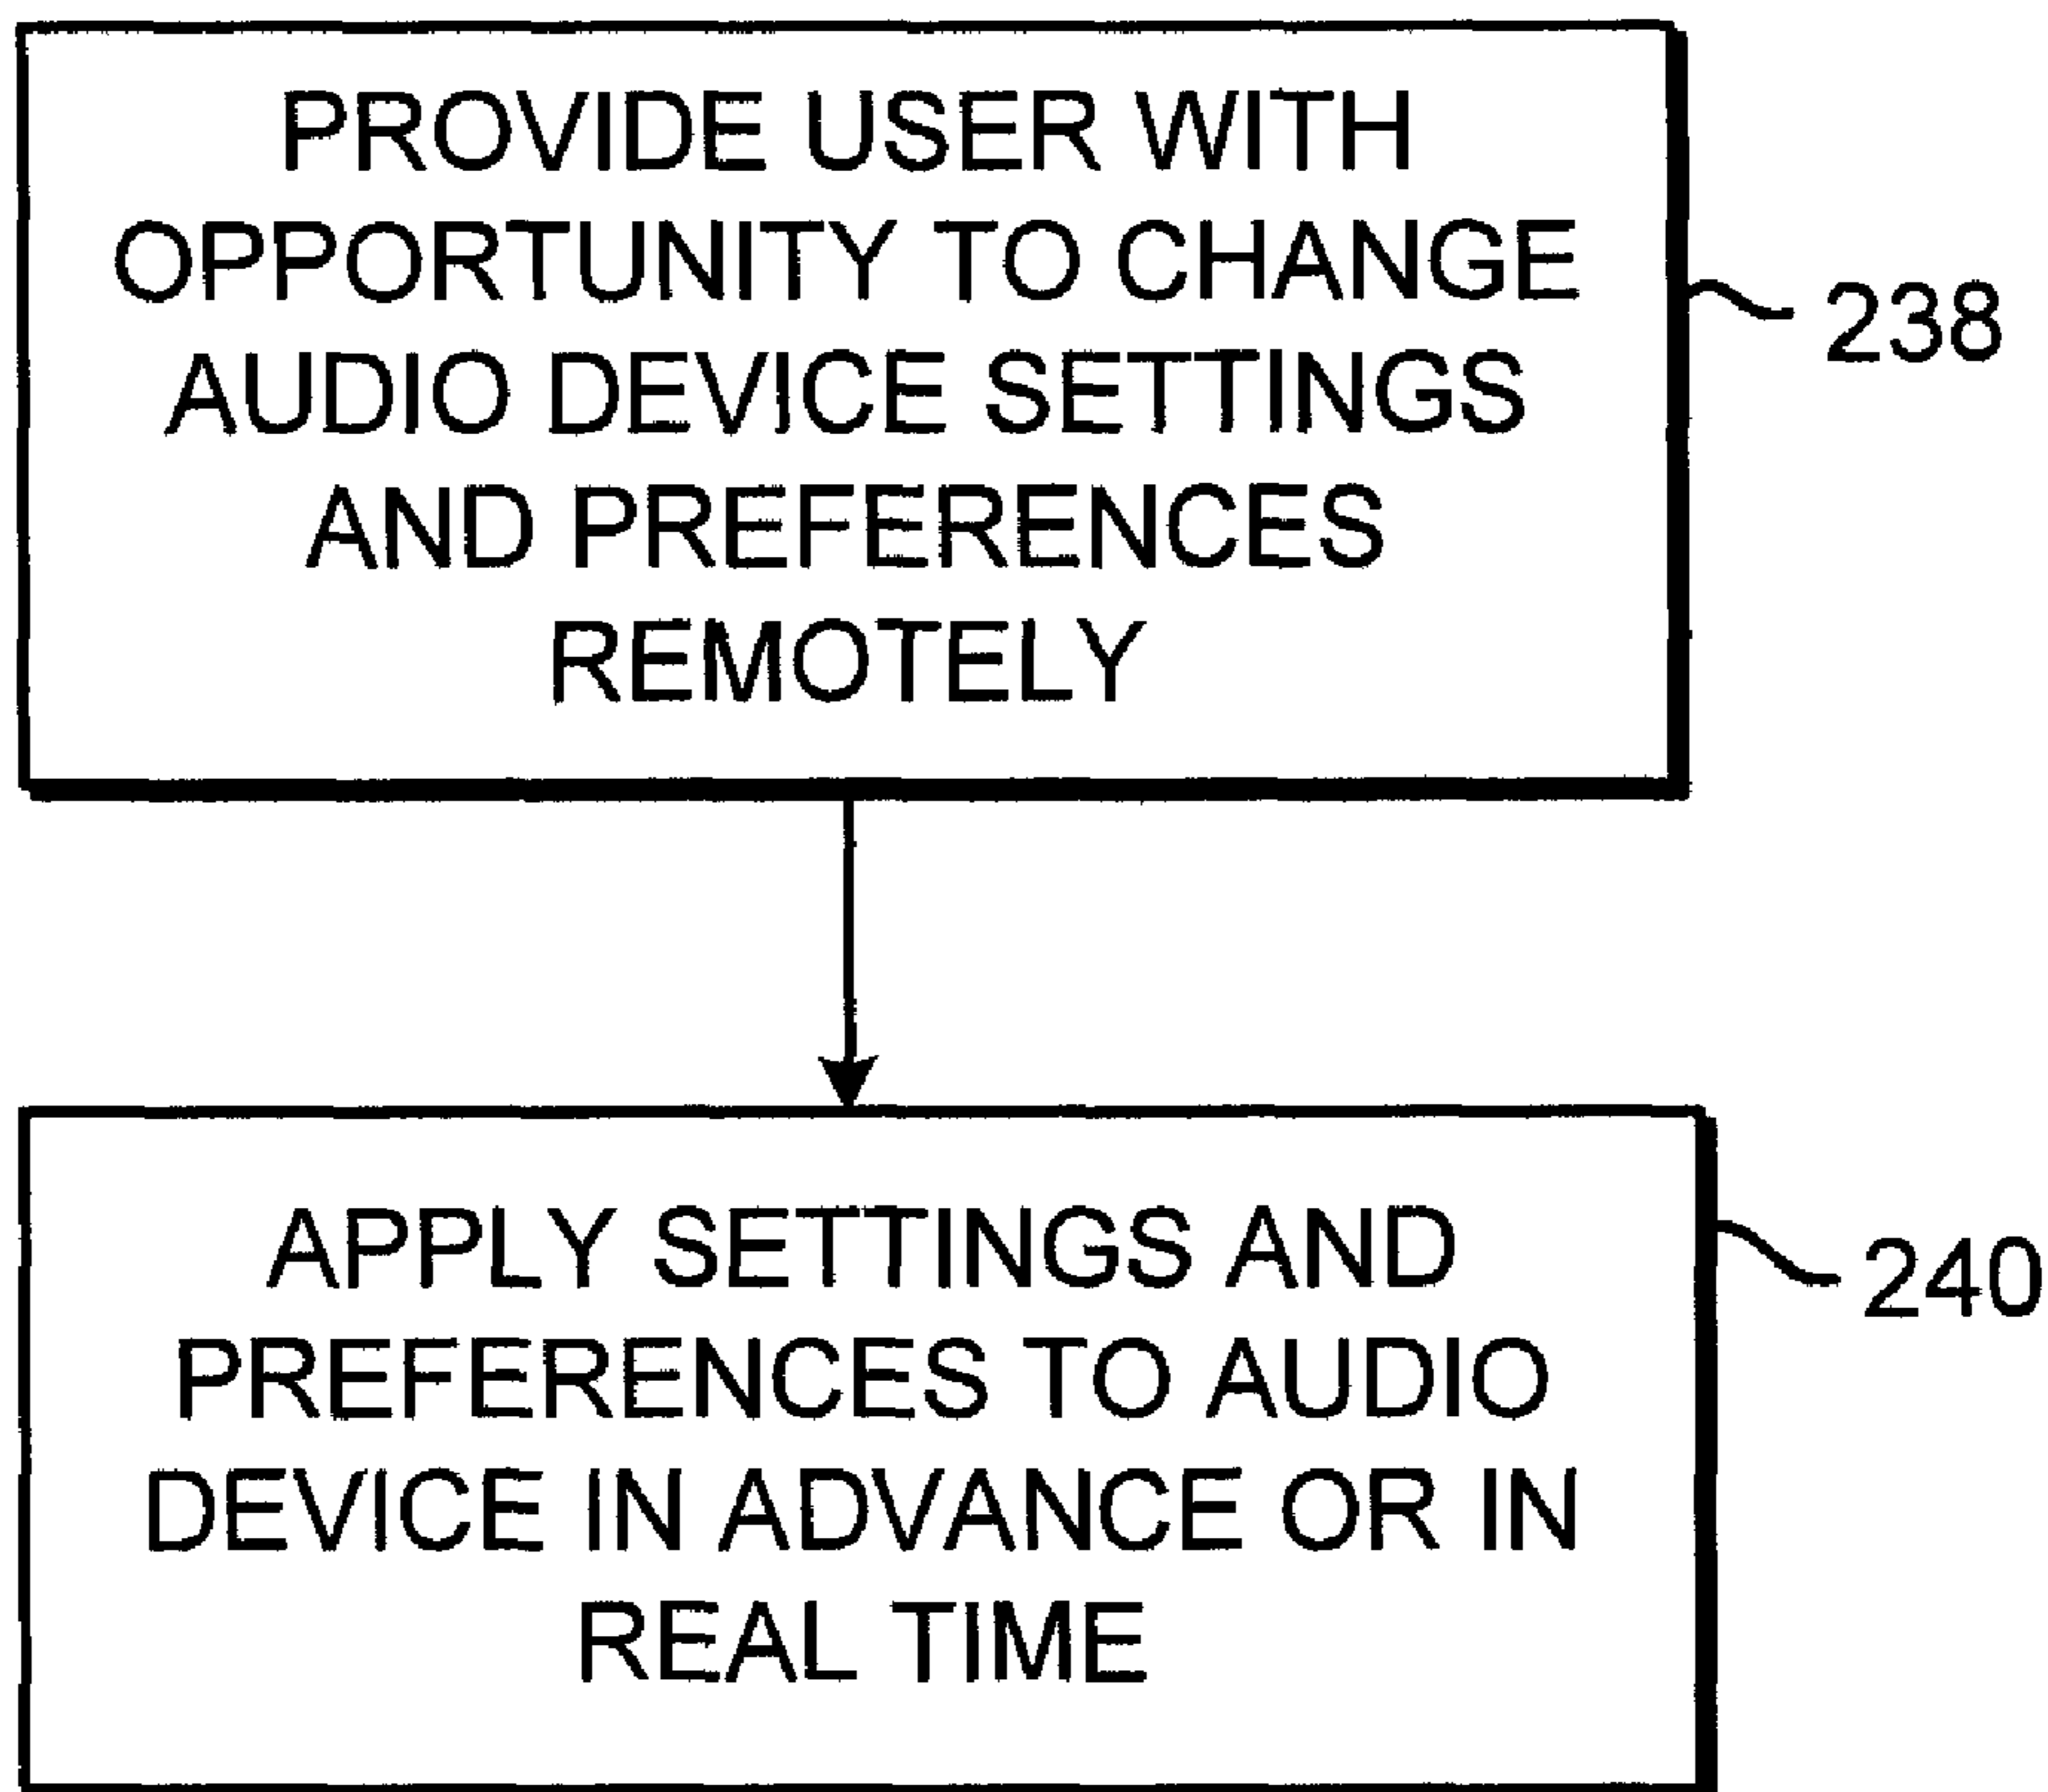 PROVIDE USER WITH
OPPORTUNITY TO CHANGE
AUDIO DEVICE SETTINGS
AND PREFERENCES
REMOTELY
238
APPLY SETTINGS AND
PREFERENCES TO AUDIO
DEVICE IN ADVANCE OR IN
REAL TIME
240